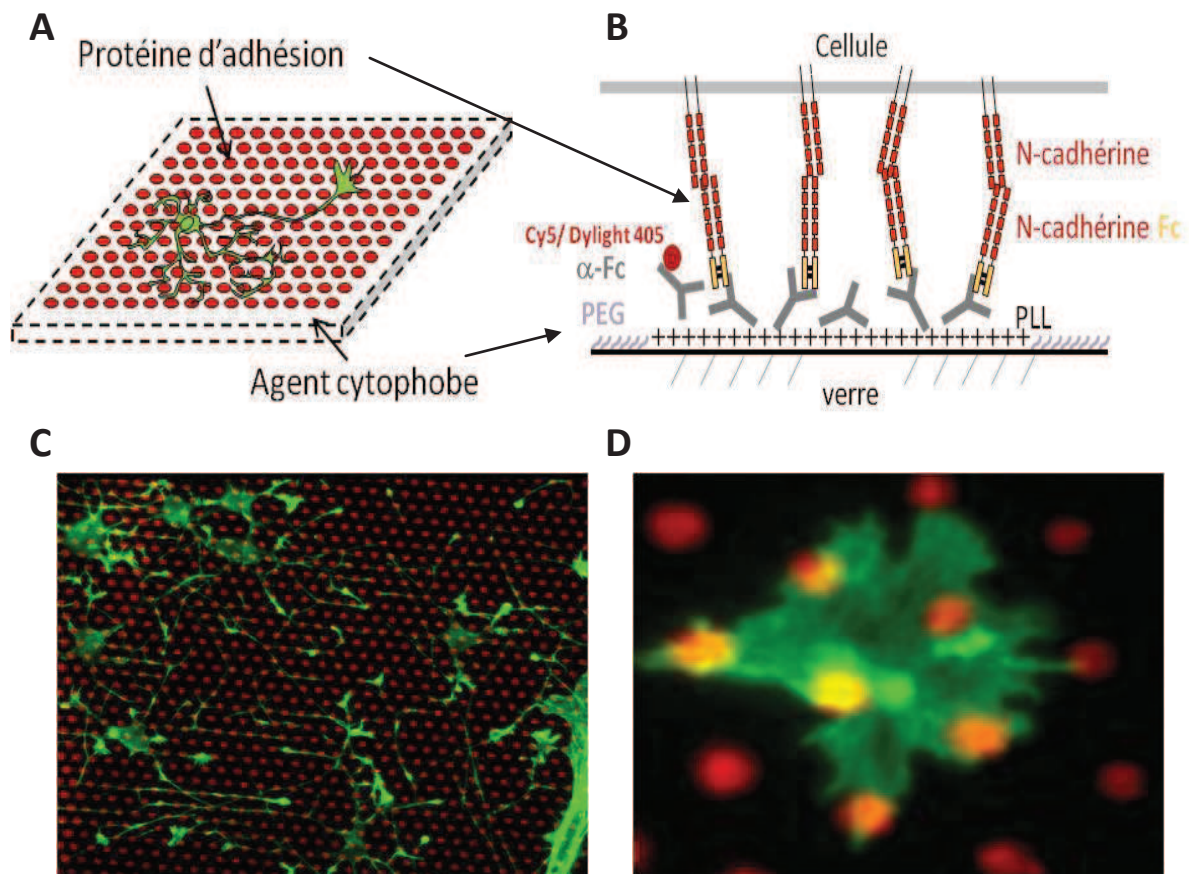 A
Protéine d'adhésion
Agent cytophobe
B
Cellule
N-cadhérine
N-cadhérine Fc
Cy5/ Dylight 405
α-Fc
PEG
PLL
+++++++++++++++++++++++++++++
verre
C
D